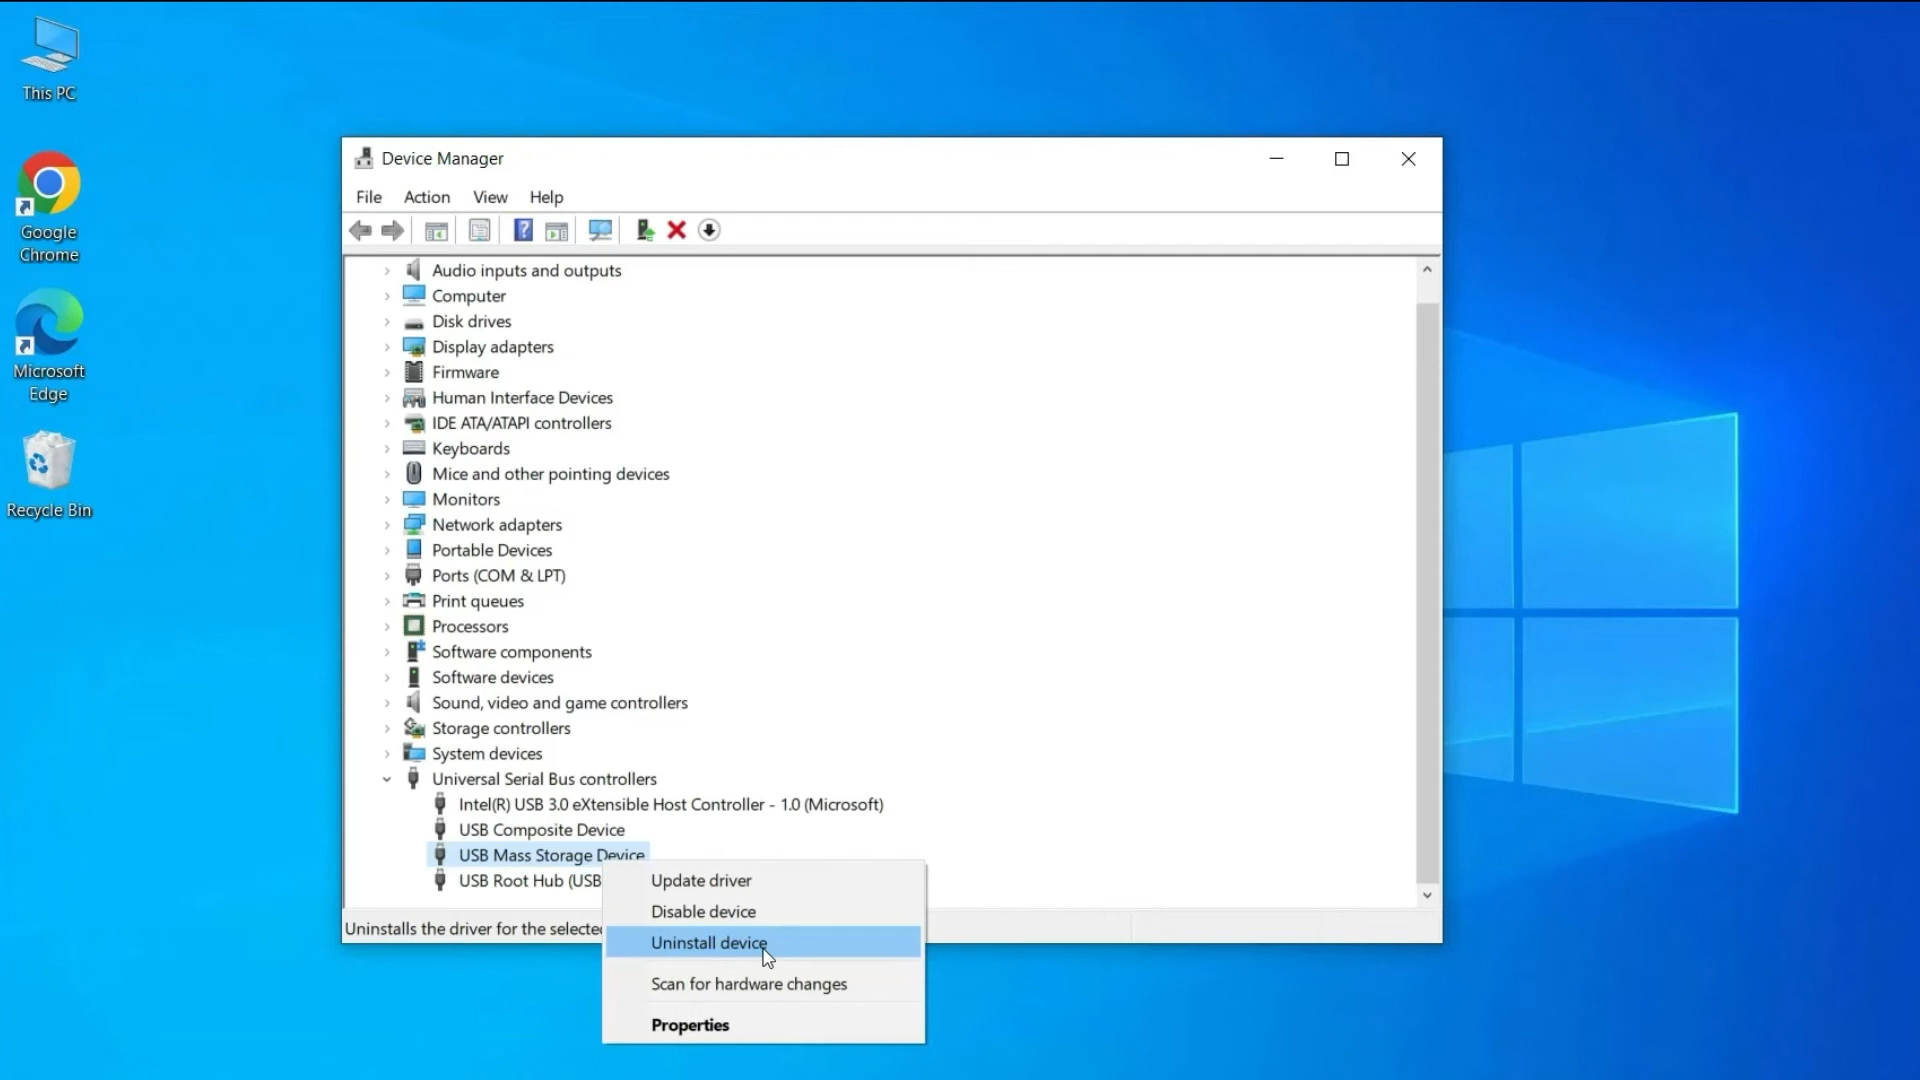 This PC
Google
Chrome
Microsoft
Edge
Recycle Bin
Device Manager
File Action View Help
Audio inputs and outputs
Computer
Disk drives
Display adapters
Firmware
Human Interface Devices
IDE ATA/ATAPI controllers
Keyboards
Mice and other pointing devices
Monitors
Network adapters
Portable Devices
Ports (COM & LPT)
Print queues
Processors
Software components
Software devices
Sound, video and game controllers
Storage controllers
System devices
Universal Serial Bus controllers
Intel(R) USB 3.0 eXtensible Host Controller - 1.0 (Microsoft)
USB Composite Device
USB Mass Storage Device
USB Root Hub (USB
Uninstalls the driver for the selected
Update driver
Disable device
Uninstall device
Scan for hardware changes
Properties